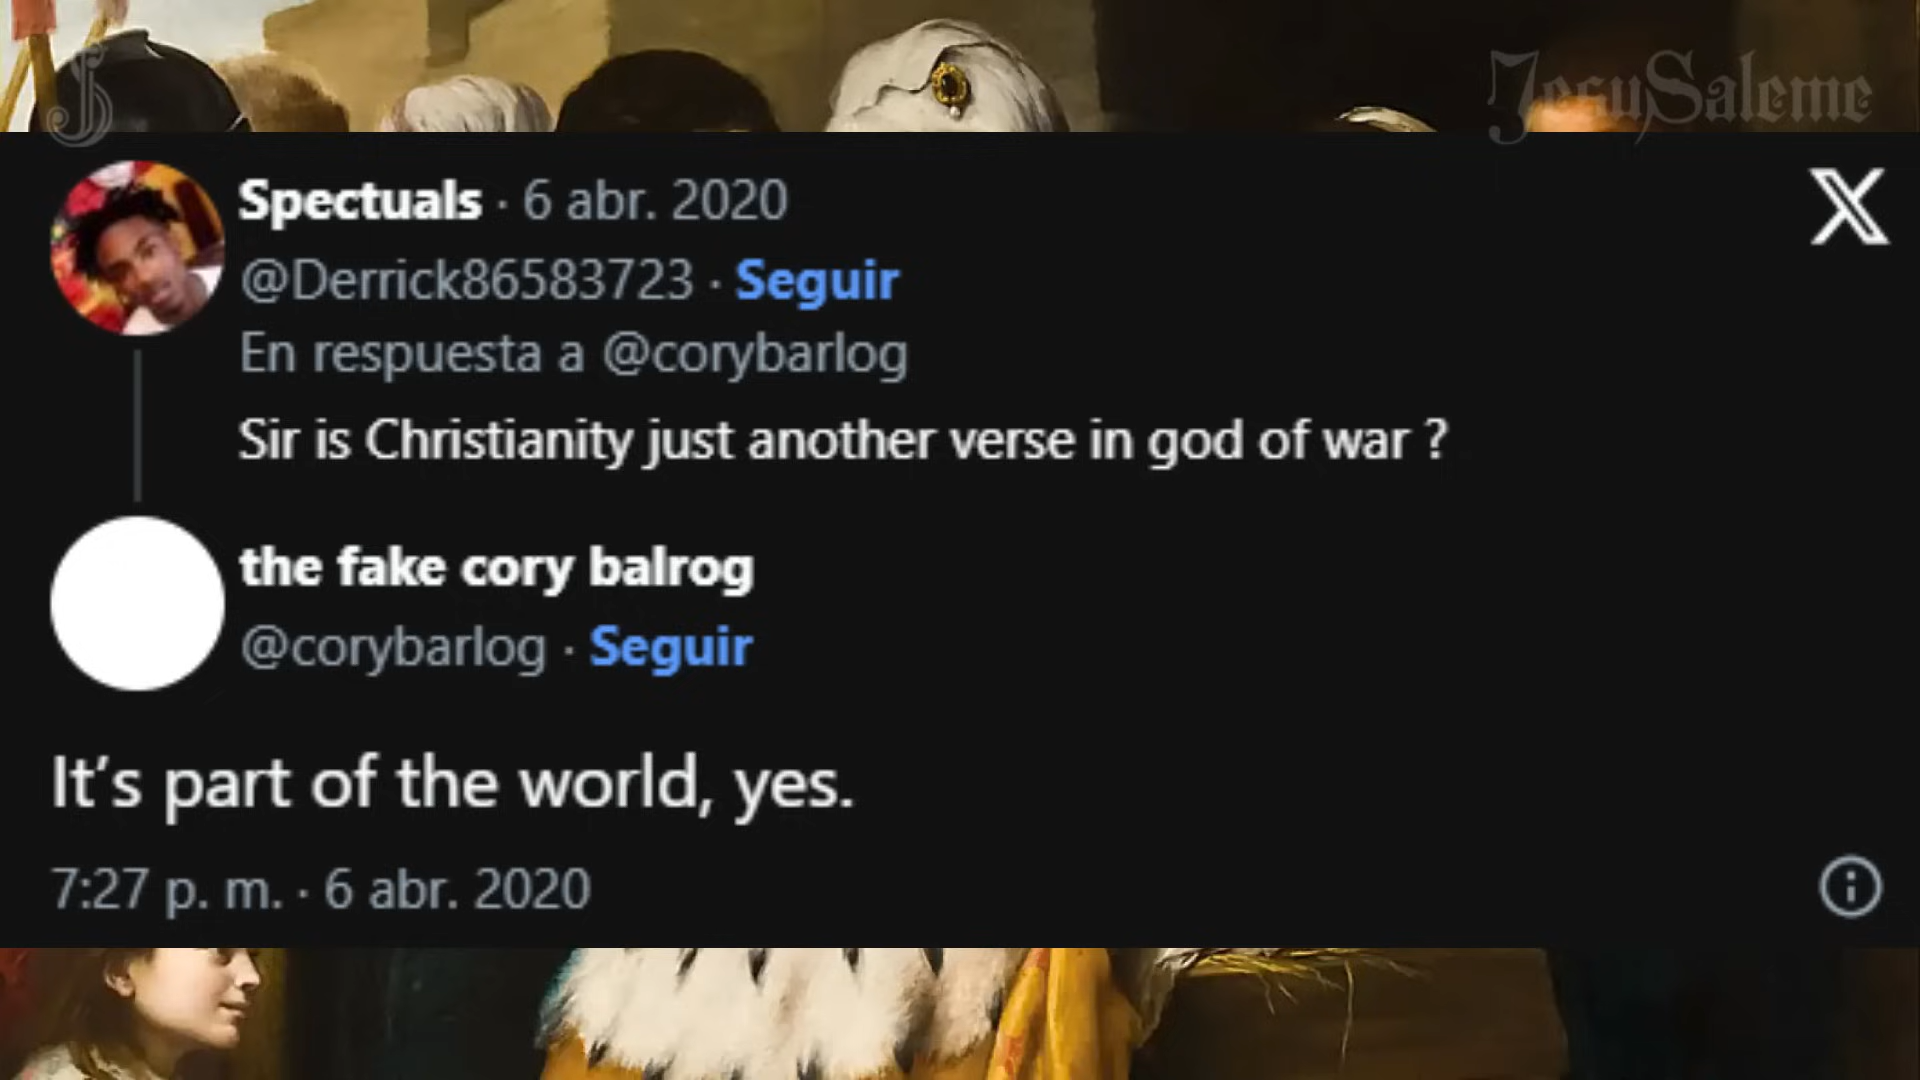 JesuSaleme
Spectuals · 6 abr. 2020
X
@Derrick86583723 · Seguir
En respuesta a @corybarlog
Sir is Christianity just another verse in god of war ?
the fake cory balrog
@corybarlog · Seguir
It’s part of the world, yes.
7:27 p. m. · 6 abr. 2020